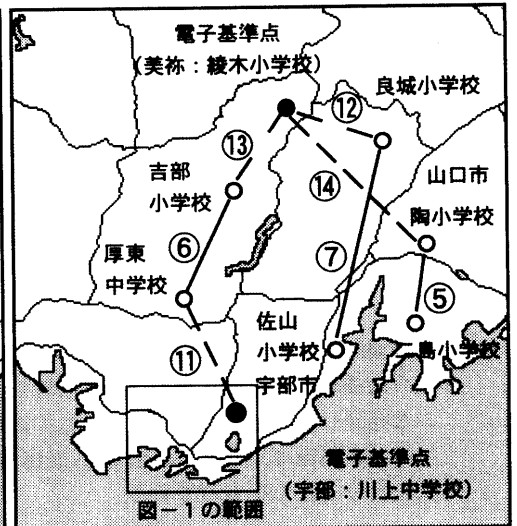 電子基準点
(美祢:綾木小学校)
良城小学校
⑫
⑬
吉部
小学校
⑭
山口市
陶小学校
⑥
⑦
厚東
中学校
⑤
佐山
小学校
二島小学校
⑪
宇部市
電子基準点
(宇部:川上中学校)
図-1の範囲